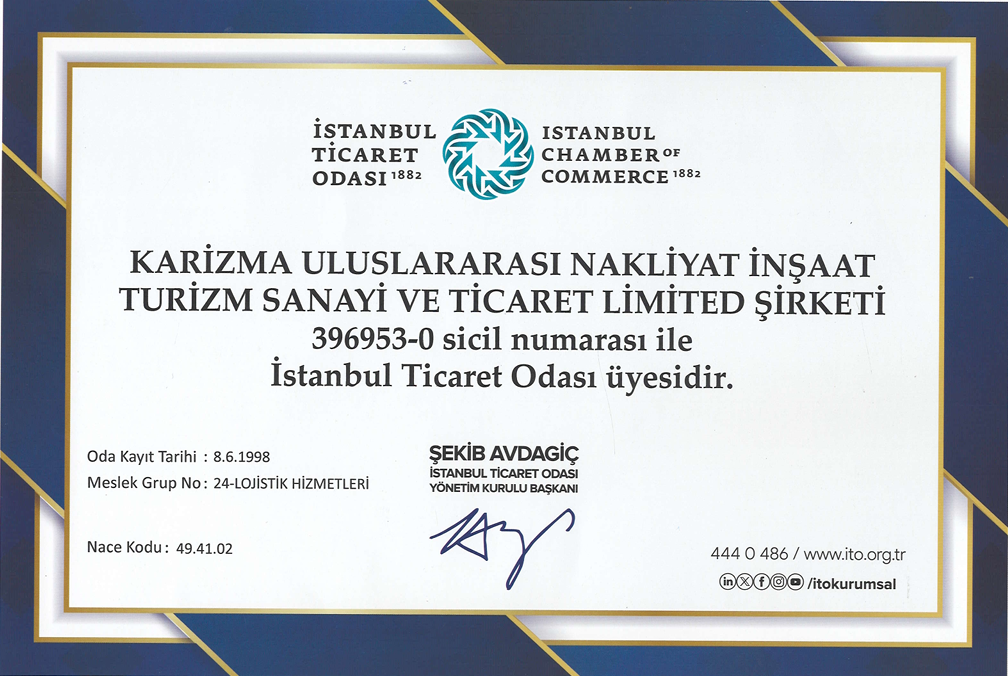 İSTANBUL
TİCARET
ODASI 1882
ISTANBUL
CHAMBER OF
COMMERCE 1882
KARİZMA ULUSLARARASI NAKLİYAT İNŞAAT
TURİZM SANAYİ VE TİCARET LİMİTED ŞİRKETİ
396953-0 sicil numarası ile
İstanbul Ticaret Odası üyesidir.
Oda Kayıt Tarihi : 8.6.1998
Meslek Grup No : 24-LOJİSTİK HİZMETLERİ
Nace Kodu : 49.41.02
ŞEKİB AVDAGİÇ
İSTANBUL TİCARET ODASI
YÖNETİM KURULU BAŞKANI
444 0 486 / www.ito.org.tr
/itokurumsal